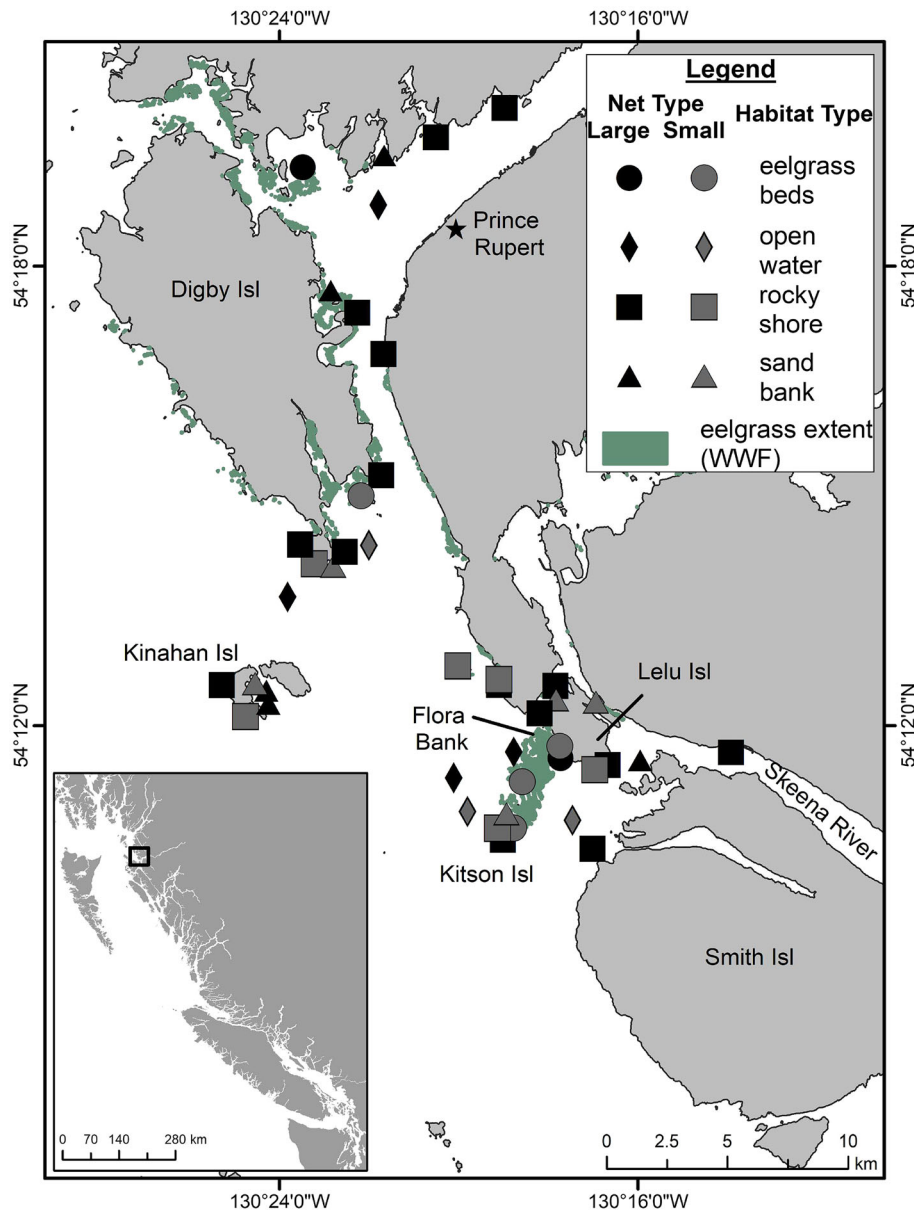 130°24'0"W
130°16'0"W
Legend
Net Type
Large Small
Habitat Type
eelgrass
beds
open
water
rocky
shore
sand
bank
eelgrass extent
(WWF)
Prince
Rupert
54°18'0"N
54°18'0"N
Digby Isl
Kinahan Isl
Lelu Isl
Flora
Bank
54°12'0"N
54°12'0"N
Skeena River
Kitson Isl
Smith Isl
0 70 140 280 km
0 2.5 5 10
km
130°24'0"W
130°16'0"W